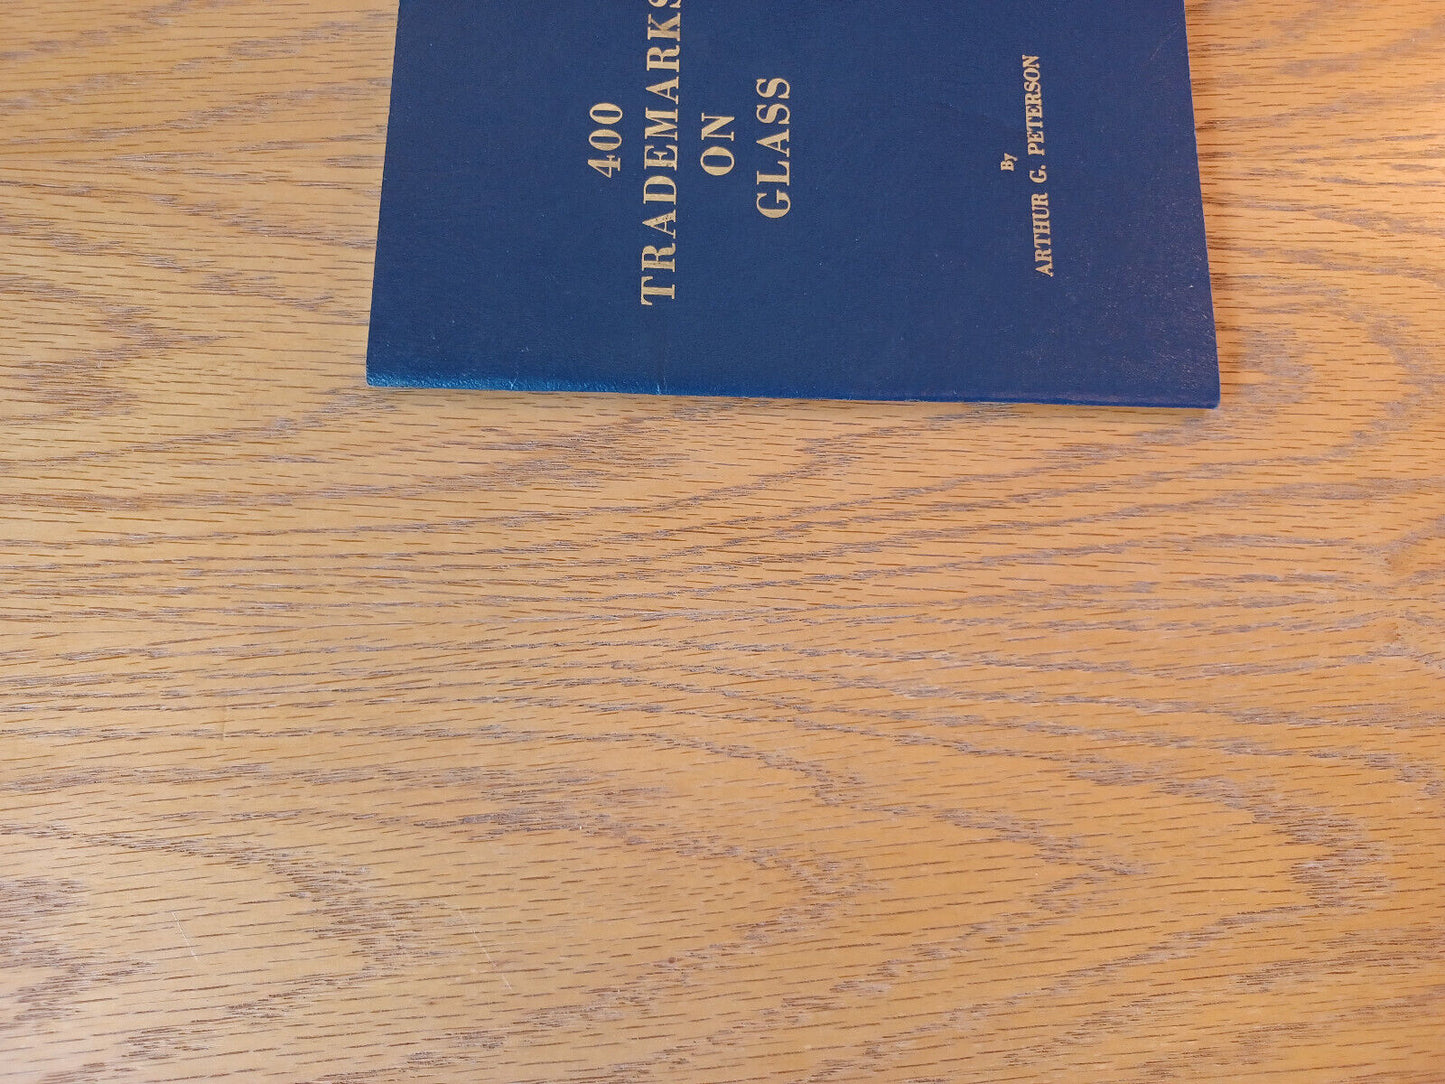 400
TRADEMARKS
ON
GLASS
By
ARTHUR G. PETERSON